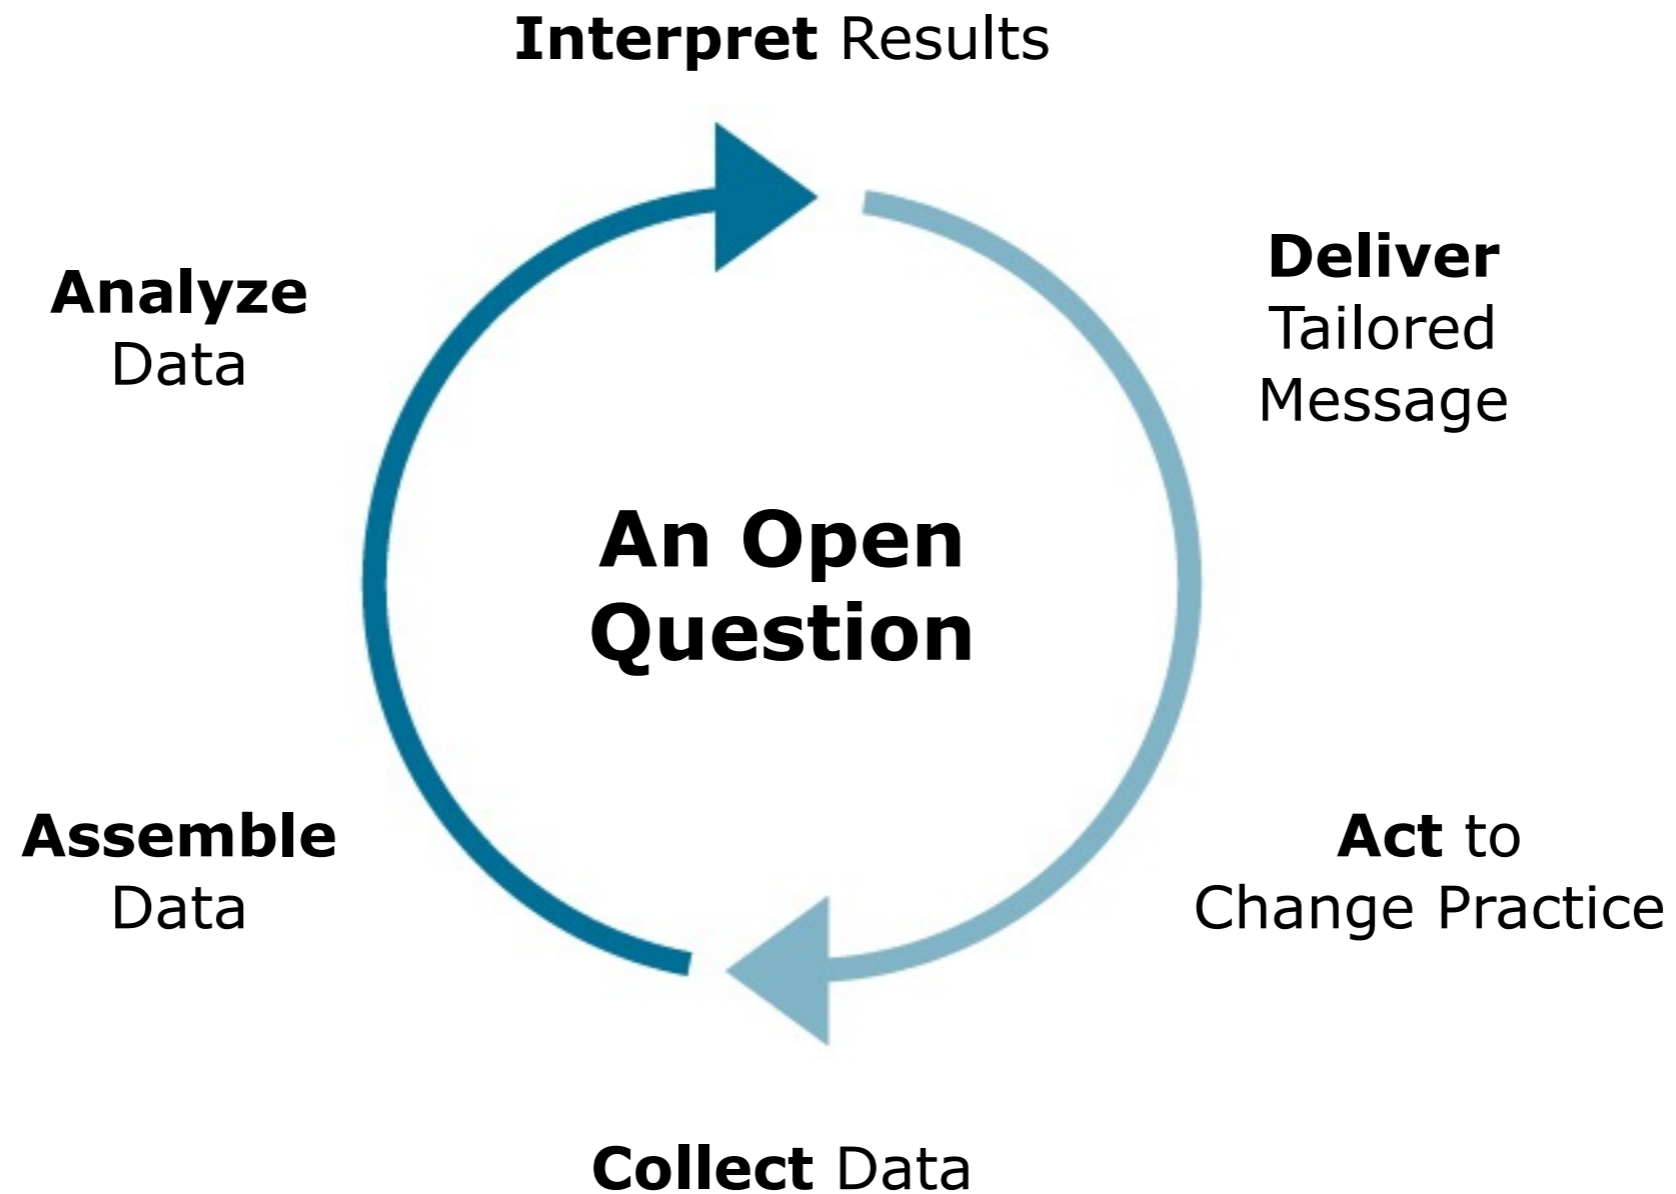 Interpret Results
Analyze
Data
Deliver
Tailored
Message
An Open
Question
Assemble
Data
Act to
Change Practice
Collect Data